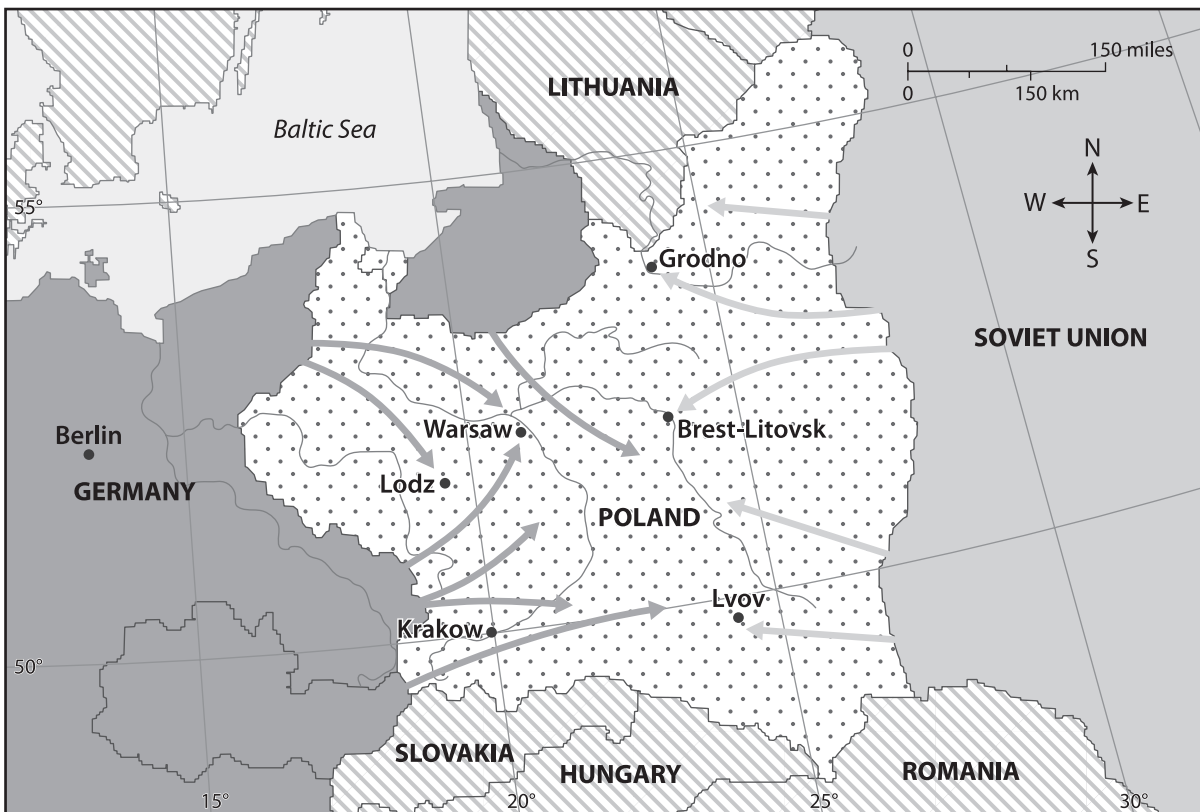 0 150 miles
0 150 km
LITHUANIA
Baltic Sea
N
W E
S
55°
Grodno
SOVIET UNION
Berlin
GERMANY
Warsaw
Brest-Litovsk
Lodz
POLAND
Lvov
Krakow
50°
SLOVAKIA
HUNGARY
ROMANIA
15° 20° 25° 30°